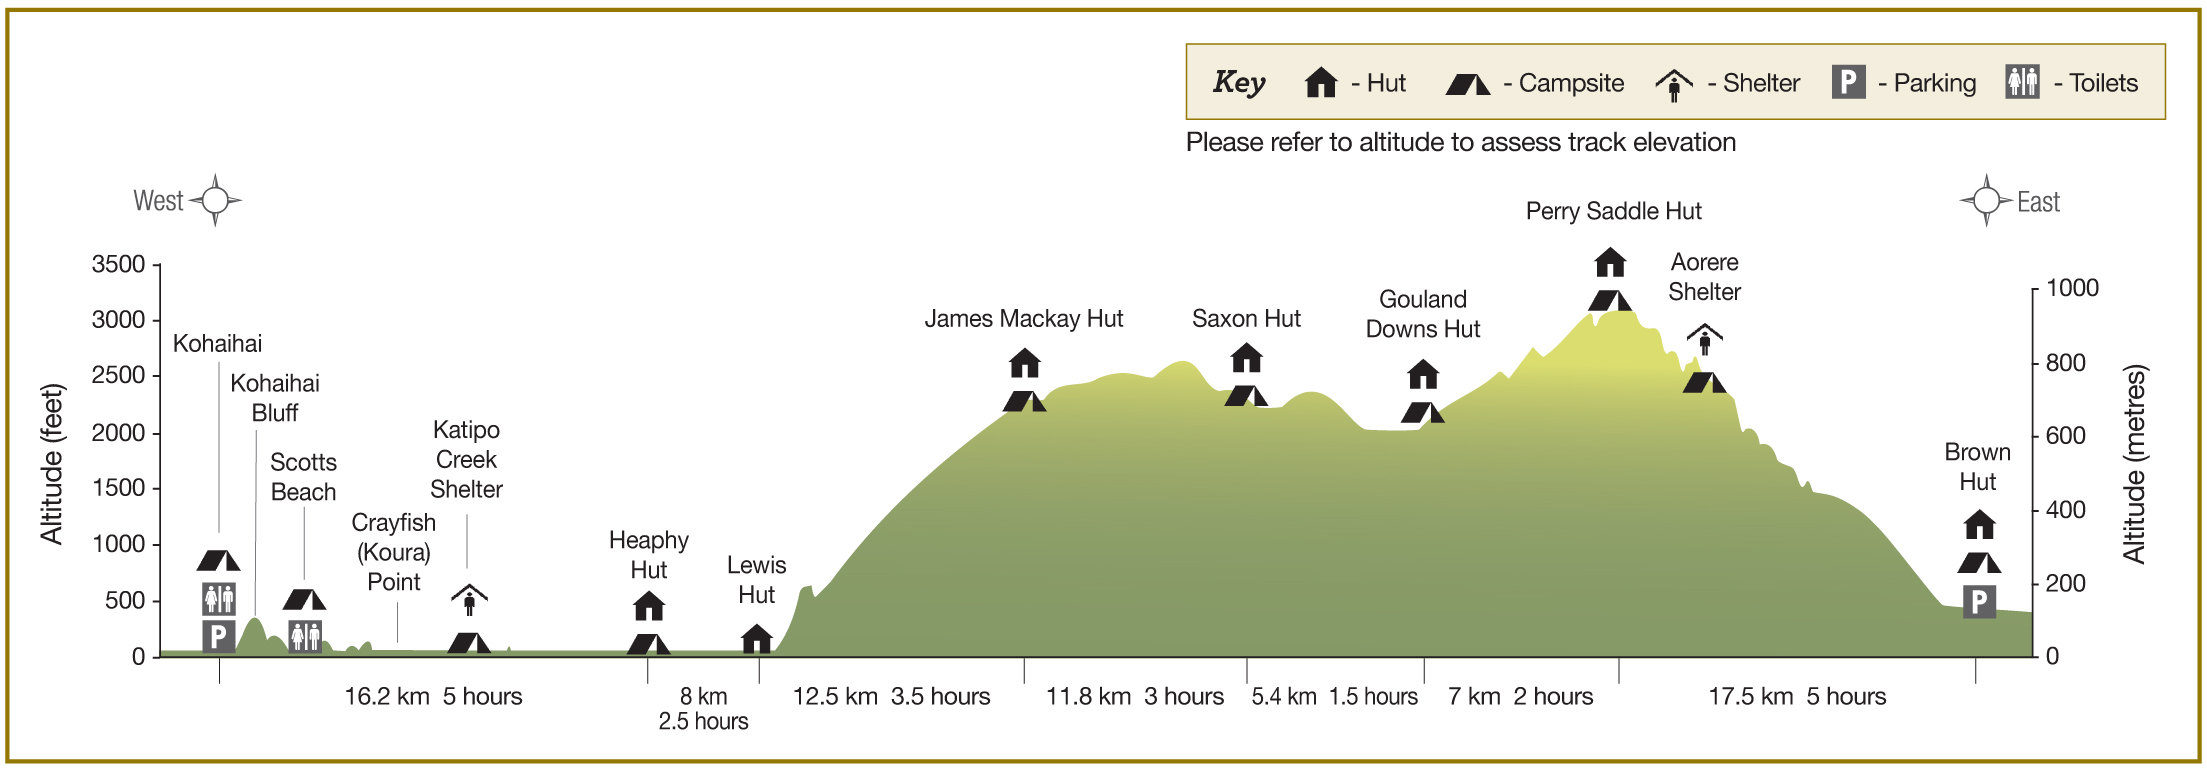 Key - Hut - Campsite - Shelter P - Parking - Toilets
Please refer to altitude to assess track elevation
West
East
Altitude (feet)
3500
3000
2500
2000
1500
1000
500
0
Kohaihai
P
Kohaihai
Bluff
Scotts
Beach
Crayfish
(Koura)
Point
Katipo
Creek
Shelter
Heaphy
Hut
Lewis
Hut
James Mackay Hut
Saxon Hut
Gouland
Downs Hut
Perry Saddle Hut
Aorere
Shelter
Brown
Hut
P
1000
800
600
400
200
0
Altitude (metres)
16.2 km 5 hours
8 km
2.5 hours
12.5 km 3.5 hours
11.8 km 3 hours
5.4 km 1.5 hours
7 km 2 hours
17.5 km 5 hours